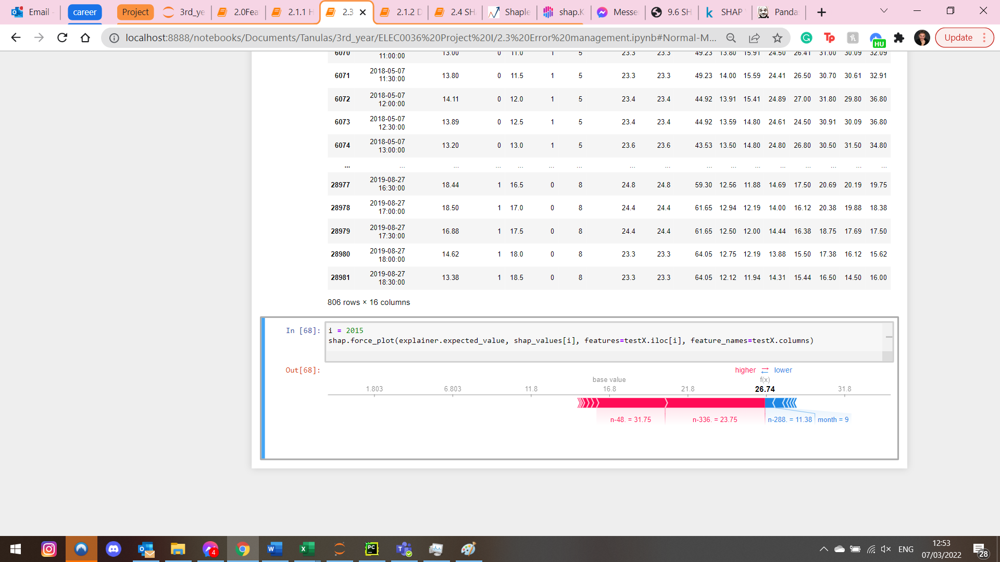 Email -
career
Project
3rd_ye
2.0Fea
2.1.1 H
2.3
2.1.2 D
2.4 SH
Shaple
shap.K
Messe
9.6 SH
SHAP
Panda
localhost:8888/notebooks/Documents/Tanulas/3rd_year/ELEC0036%20Project%20I/2.3%20Error%20management.ipynb#Normal-M...
HU
Update
6070 11:00:00 13.00 0 11.0 1 5 23.3 23.3 49.23 13.80 15.91 24.50 26.41 31.00 30.09 32.09
6071 2018-05-07 11:30:00 13.80 0 11.5 1 5 23.3 23.3 49.23 14.00 15.59 24.41 26.50 30.70 30.61 32.91
6072 2018-05-07 12:00:00 14.11 0 12.0 1 5 23.4 23.4 44.92 13.91 15.41 24.89 27.00 31.80 29.80 36.80
6073 2018-05-07 12:30:00 13.89 0 12.5 1 5 23.4 23.4 44.92 13.59 14.80 24.61 24.50 30.91 30.09 36.80
6074 2018-05-07 13:00:00 13.20 0 13.0 1 5 23.6 23.6 43.53 13.50 14.80 24.80 26.80 30.50 31.50 34.80
... ... ... ... ... ... ... ... ... ... ... ... ... ... ... ... ...
28977 2019-08-27 16:30:00 18.44 1 16.5 0 8 24.8 24.8 59.30 12.56 11.88 14.69 17.50 20.69 20.19 19.75
28978 2019-08-27 17:00:00 18.50 1 17.0 0 8 24.4 24.4 61.65 12.94 12.19 14.00 16.12 20.38 19.88 18.38
28979 2019-08-27 17:30:00 16.88 1 17.5 0 8 24.4 24.4 61.65 12.50 12.00 14.44 16.38 18.75 17.69 17.50
28980 2019-08-27 18:00:00 14.62 1 18.0 0 8 23.3 23.3 64.05 12.75 12.19 13.88 15.50 17.38 16.12 15.62
28981 2019-08-27 18:30:00 13.38 1 18.5 0 8 23.3 23.3 64.05 12.12 11.94 14.31 15.44 16.50 14.50 16.00
806 rows × 16 columns
In [68]: i = 2015
shap.force_plot(explainer.expected_value, shap_values[i], features=testX.iloc[i], feature_names=testX.columns)
Out[68]:
higher ⇄ lower
base value f(x)
1.803 6.803 11.8 16.8 21.8 26.74 31.8
n-48. = 31.75 n-336. = 23.75 n-288. = 11.38 month = 9
4
ENG
12:53
07/03/2022
28